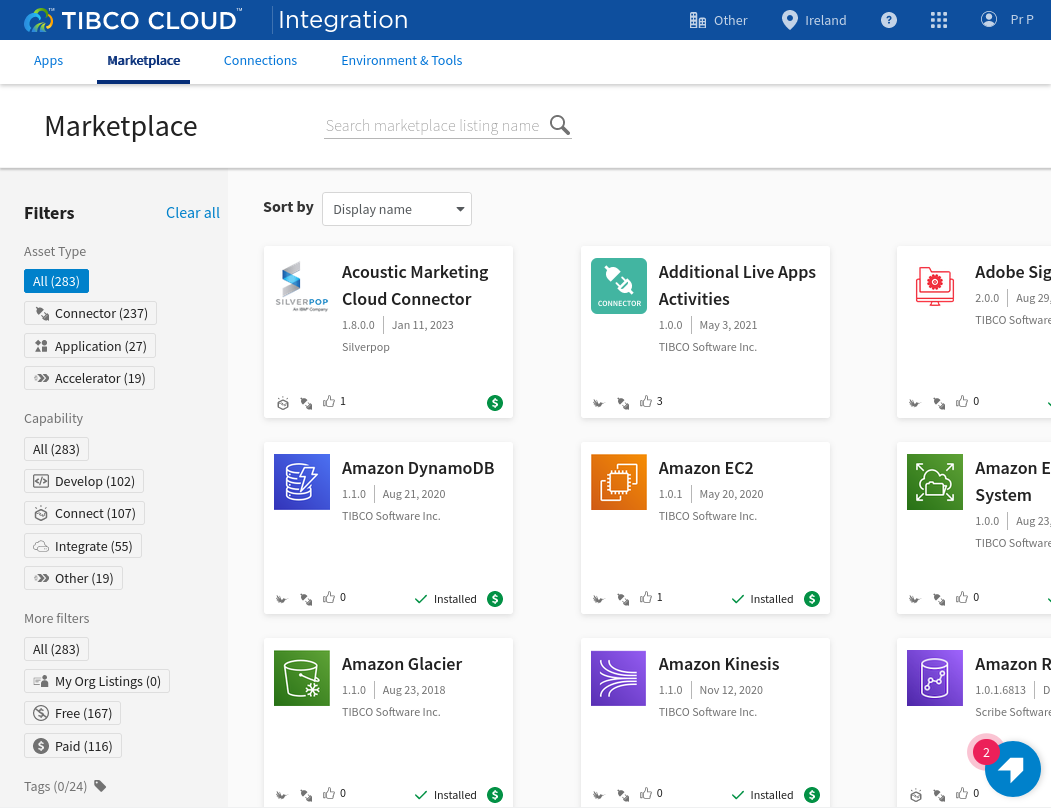 TIBCO CLOUD™ Integration
Other
Ireland
?
Pr P
Apps
Marketplace
Connections
Environment & Tools
Marketplace
Search marketplace listing name
Filters
Clear all
Asset Type
All (283)
Connector (237)
Application (27)
Accelerator (19)
Capability
All (283)
Develop (102)
Connect (107)
Integrate (55)
Other (19)
More filters
All (283)
My Org Listings (0)
Free (167)
Paid (116)
Tags (0/24)
Sort by
Display name
SILVERPOP
An IBM Company
Acoustic Marketing
Cloud Connector
1.8.0.0
Jan 11, 2023
Silverpop
1
$
CONNECTOR
Additional Live Apps
Activities
1.0.0
May 3, 2021
TIBCO Software Inc.
3
Adobe Sig
2.0.0
Aug 29,
TIBCO Software
0
Amazon DynamoDB
1.1.0
Aug 21, 2020
TIBCO Software Inc.
0
Installed
$
Amazon EC2
1.0.1
May 20, 2020
TIBCO Software Inc.
1
Installed
$
Amazon E
System
1.0.0
Aug 23,
TIBCO Software
0
Amazon Glacier
1.1.0
Aug 23, 2018
TIBCO Software Inc.
0
Installed
$
Amazon Kinesis
1.1.0
Nov 12, 2020
TIBCO Software Inc.
0
Installed
$
Amazon R
1.0.1.6813
D
Scribe Software
0
2